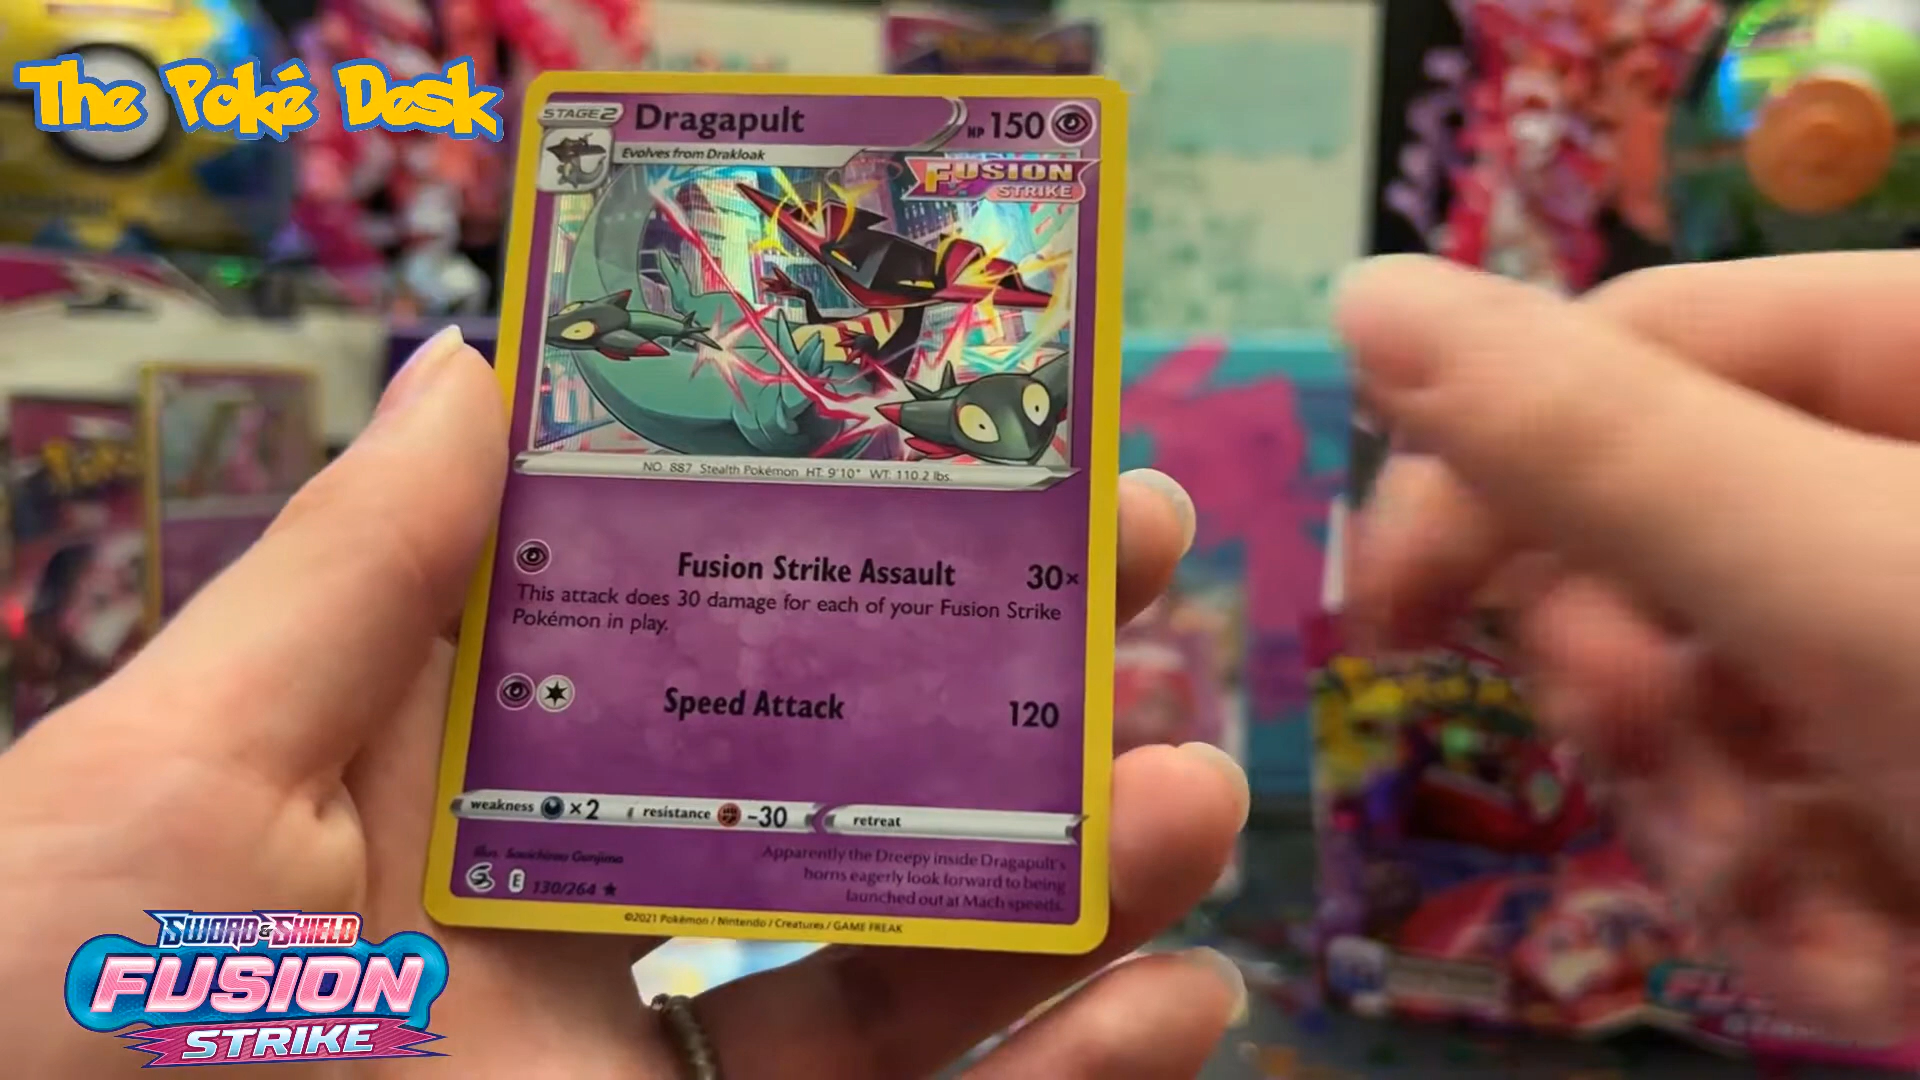 The Poké Desk
STAGE 2 Dragapult HP 150
Evolves from Drakloak
FUSION
STRIKE
NO. 887 Stealth Pokémon HT: 9'10" WT: 110.2 lbs.
Fusion Strike Assault 30×
This attack does 30 damage for each of your Fusion Strike
Pokémon in play.
Speed Attack 120
weakness ×2 resistance -30 retreat
Illus. Souichirou Gunjima
Apparently the Dreepy inside Dragapult's
horns eagerly look forward to being
launched out at Mach speeds.
E 130/264 ★
©2021 Pokémon / Nintendo / Creatures / GAME FREAK
SWORD & SHIELD
FUSION
STRIKE